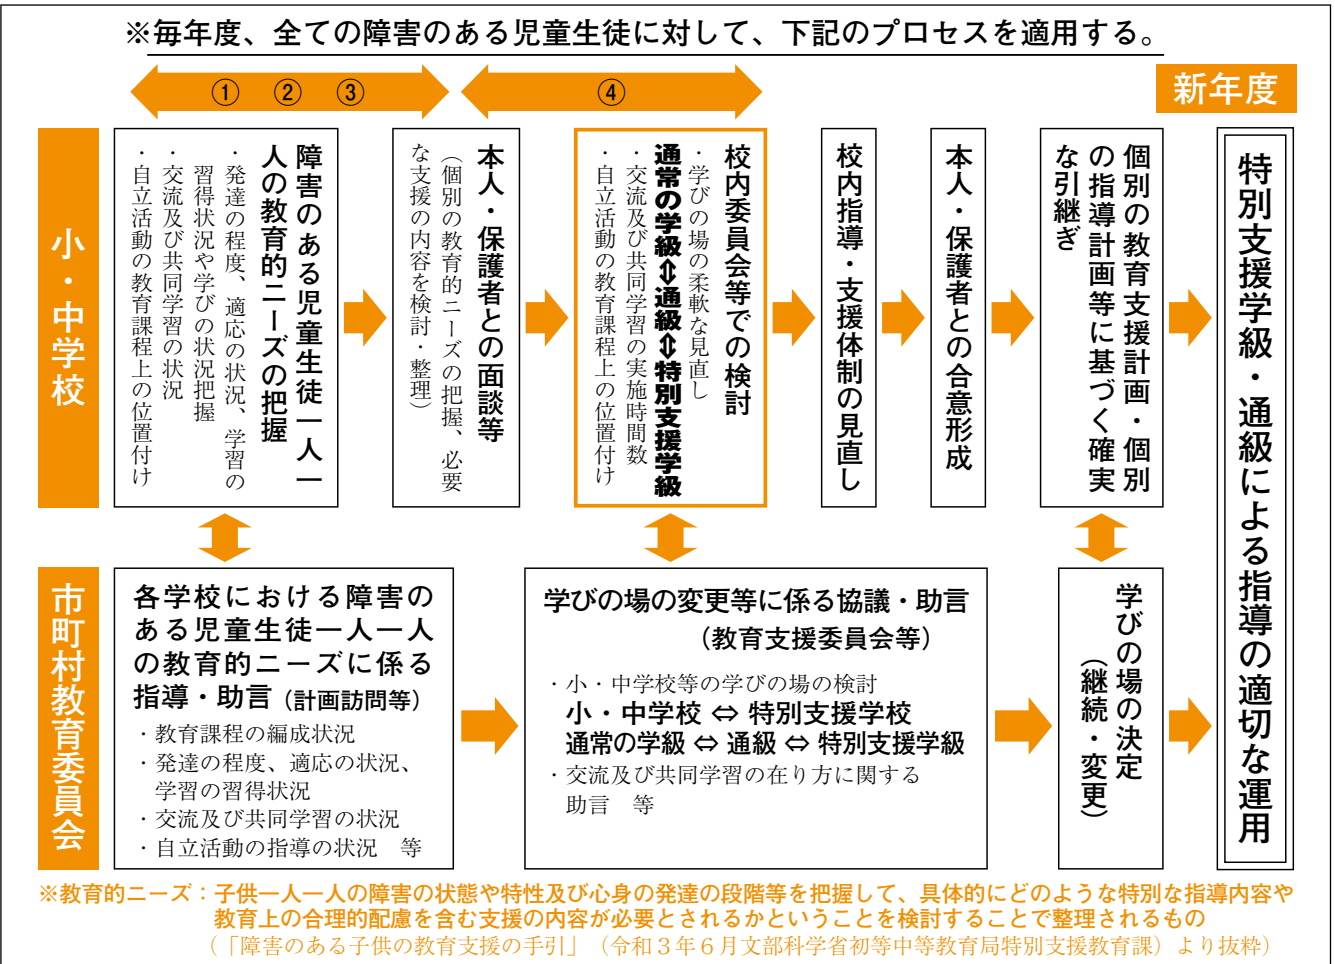 ※毎年度、全ての障害のある児童生徒に対して、下記のプロセスを適用する。
① ② ③
④
新年度
小・中学校
障害のある児童生徒一人一
人の教育的ニーズの把握
・発達の程度、適応の状況、学習の
習得状況や学びの状況把握
・交流及び共同学習の状況
・自立活動の教育課程上の位置付け
本人・保護者との面談等
（個別の教育的ニーズの把握、必要
な支援の内容を検討・整理）
校内委員会等での検討
・学びの場の柔軟な見直し
通常の学級⇔通級⇔特別支援学級
・交流及び共同学習の実施時間数
・自立活動の教育課程上の位置付け
校内指導・支援体制の見直し
本人・保護者との合意形成
個別の教育支援計画・個別
の指導計画等に基づく確実
な引継ぎ
特別支援学級・通級による指導の適切な運用
市町村教育委員会
各学校における障害の
ある児童生徒一人一人
の教育的ニーズに係る
指導・助言（計画訪問等）
・教育課程の編成状況
・発達の程度、適応の状況、
学習の習得状況
・交流及び共同学習の状況
・自立活動の指導の状況　等
学びの場の変更等に係る協議・助言
（教育支援委員会等）
・小・中学校等の学びの場の検討
小・中学校 ⇔ 特別支援学校
通常の学級 ⇔ 通級 ⇔ 特別支援学級
・交流及び共同学習の在り方に関する
助言　等
学びの場の決定
（継続・変更）
※教育的ニーズ：子供一人一人の障害の状態や特性及び心身の発達の段階等を把握して、具体的にどのような特別な指導内容や
教育上の合理的配慮を含む支援の内容が必要とされるかということを検討することで整理されるもの
（「障害のある子供の教育支援の手引」（令和３年６月文部科学省初等中等教育局特別支援教育課）より抜粋）